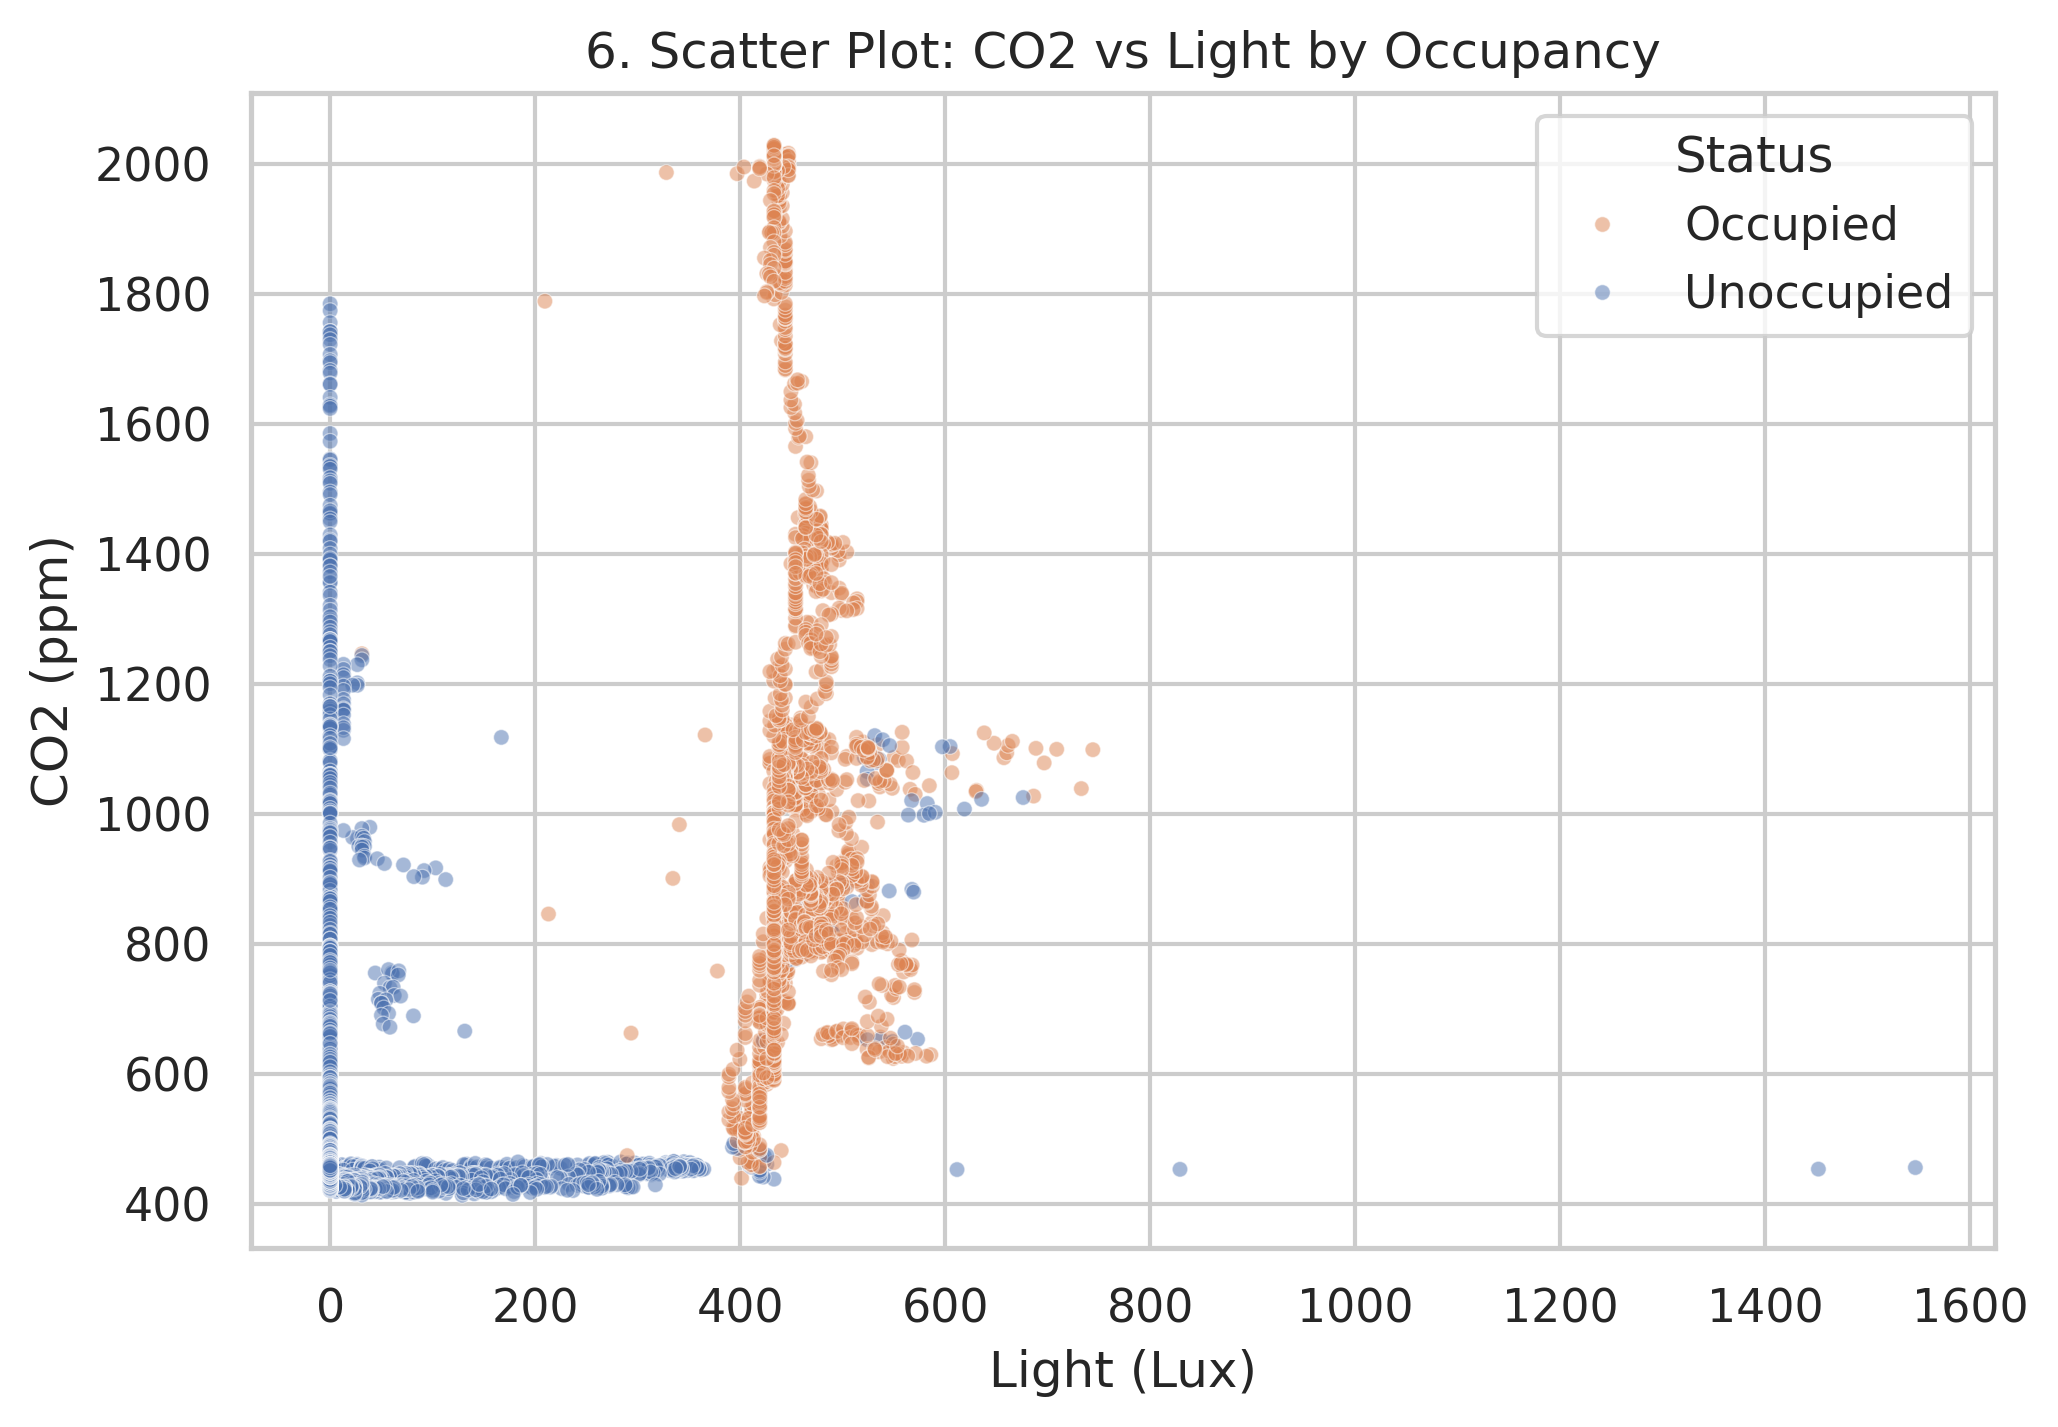 6. Scatter Plot: CO2 vs Light by Occupancy
Status
Occupied
Unoccupied
CO2 (ppm)
2000
1800
1600
1400
1200
1000
800
600
400
0 200 400 600 800 1000 1200 1400 1600
Light (Lux)